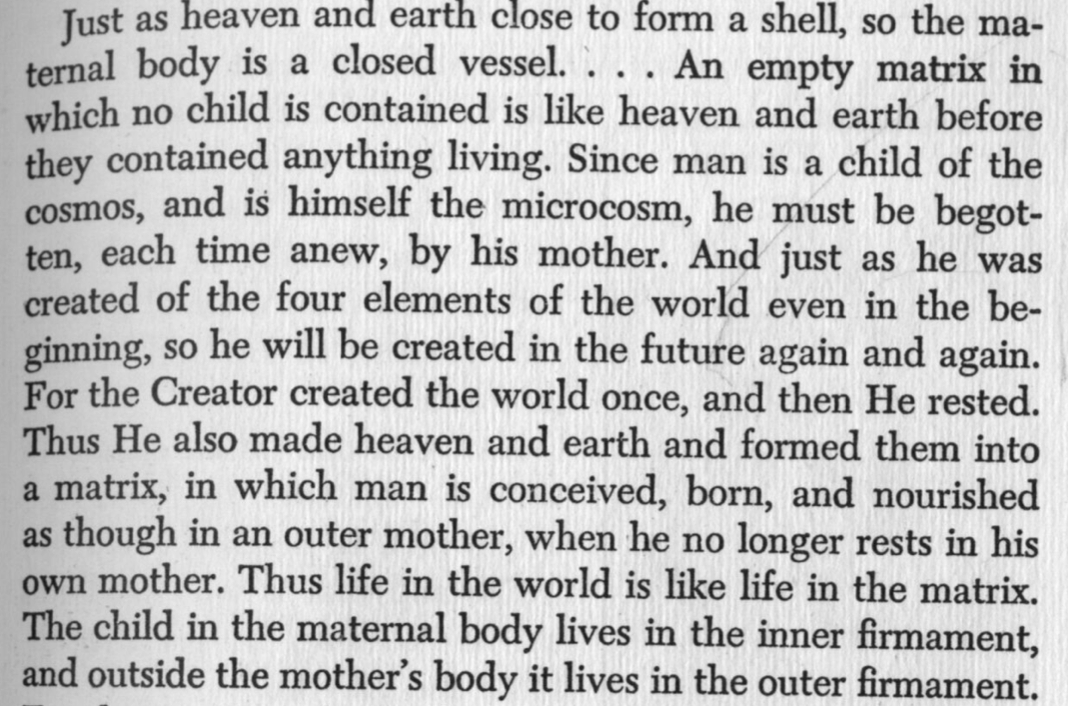 Just as heaven and earth close to form a shell, so the ma-
ternal body is a closed vessel. . . . An empty matrix in
which no child is contained is like heaven and earth before
they contained anything living. Since man is a child of the
cosmos, and is himself the microcosm, he must be begot-
ten, each time anew, by his mother. And just as he was
created of the four elements of the world even in the be-
ginning, so he will be created in the future again and again.
For the Creator created the world once, and then He rested.
Thus He also made heaven and earth and formed them into
a matrix, in which man is conceived, born, and nourished
as though in an outer mother, when he no longer rests in his
own mother. Thus life in the world is like life in the matrix.
The child in the maternal body lives in the inner firmament,
and outside the mother's body it lives in the outer firmament.